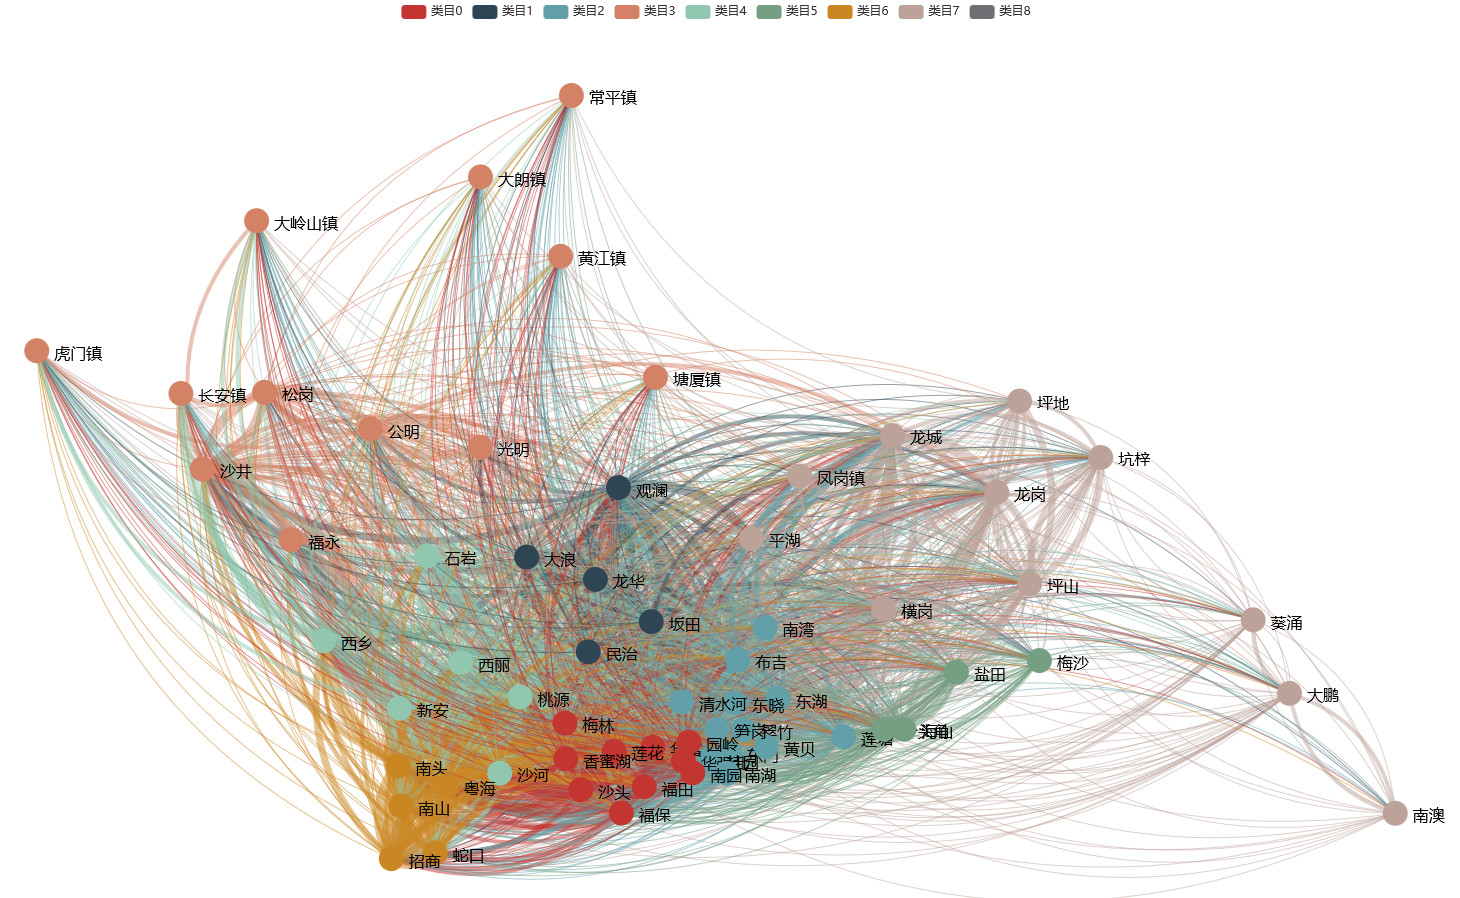 类目0 类目1 类目2 类目3 类目4 类目5 类目6 类目7 类目8
常平镇
大朗镇
大岭山镇
黄江镇
虎门镇
塘厦镇
长安镇
松岗
坪地
公明
龙城
光明
坑梓
沙井
凤岗镇
观澜
龙岗
福永
平湖
石岩
大浪
龙华
坪山
横岗
葵涌
坂田
南湾
西乡
民治
布吉
梅沙
西丽
盐田
大鹏
桃源
清水河
东晓
东湖
新安
梅林
笋岗
翠竹
园岭
莲花
黄贝
香蜜湖
南头
沙河
南园
南湖
粤海
沙头
福田
南山
福保
南澳
蛇口
招商